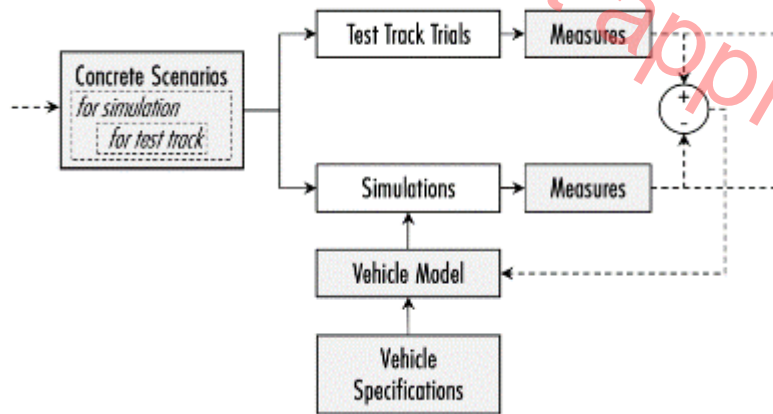 Concrete Scenarios
for simulation
for test track
Test Track Trials
Measures
+
-
Simulations
Measures
Vehicle Model
Vehicle
Specifications